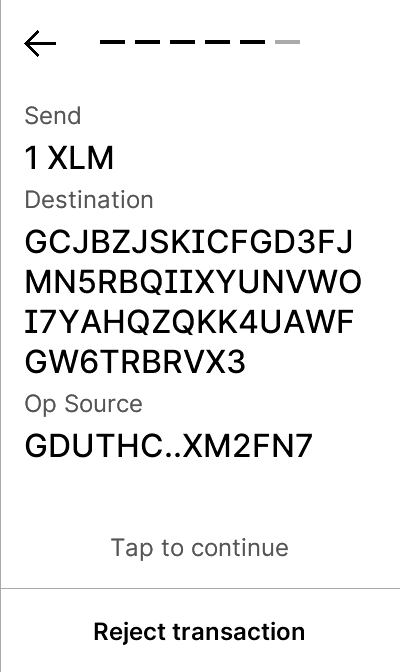 Send
1 XLM
Destination
GCJBZJSKICFGD3FJ
MN5RBQIIXYUNVWO
I7YAHQZQKK4UAWF
GW6TRBRVX3
Op Source
GDUTHC..XM2FN7
Tap to continue
Reject transaction